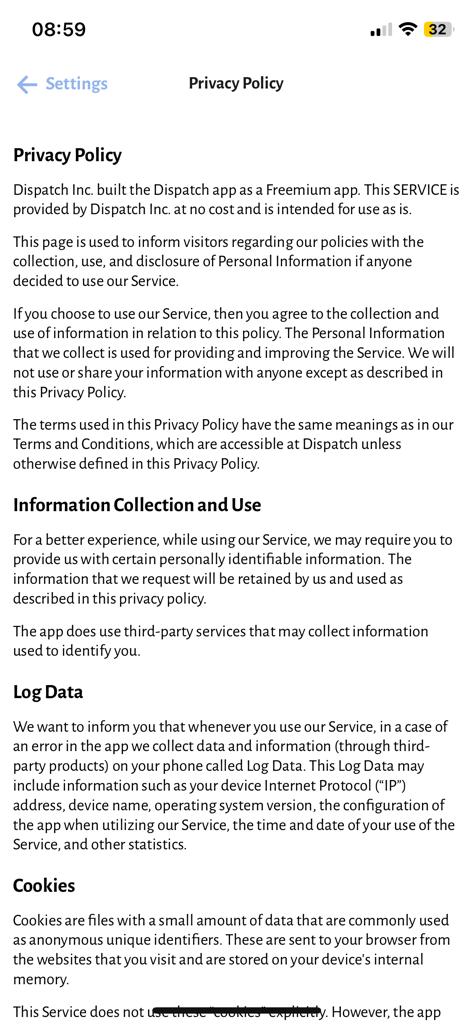 08:59
32
Settings
Privacy Policy
Privacy Policy
Dispatch Inc. built the Dispatch app as a Freemium app. This SERVICE is
provided by Dispatch Inc. at no cost and is intended for use as is.
This page is used to inform visitors regarding our policies with the
collection, use, and disclosure of Personal Information if anyone
decided to use our Service.
If you choose to use our Service, then you agree to the collection and
use of information in relation to this policy. The Personal Information
that we collect is used for providing and improving the Service. We will
not use or share your information with anyone except as described in
this Privacy Policy.
The terms used in this Privacy Policy have the same meanings as in our
Terms and Conditions, which are accessible at Dispatch unless
otherwise defined in this Privacy Policy.
Information Collection and Use
For a better experience, while using our Service, we may require you to
provide us with certain personally identifiable information. The
information that we request will be retained by us and used as
described in this privacy policy.
The app does use third-party services that may collect information
used to identify you.
Log Data
We want to inform you that whenever you use our Service, in a case of
an error in the app we collect data and information (through third-
party products) on your phone called Log Data. This Log Data may
include information such as your device Internet Protocol (“IP”)
address, device name, operating system version, the configuration of
the app when utilizing our Service, the time and date of your use of the
Service, and other statistics.
Cookies
Cookies are files with a small amount of data that are commonly used
as anonymous unique identifiers. These are sent to your browser from
the websites that you visit and are stored on your device's internal
memory.
This Service does not use these “cookies” explicitly. However, the app